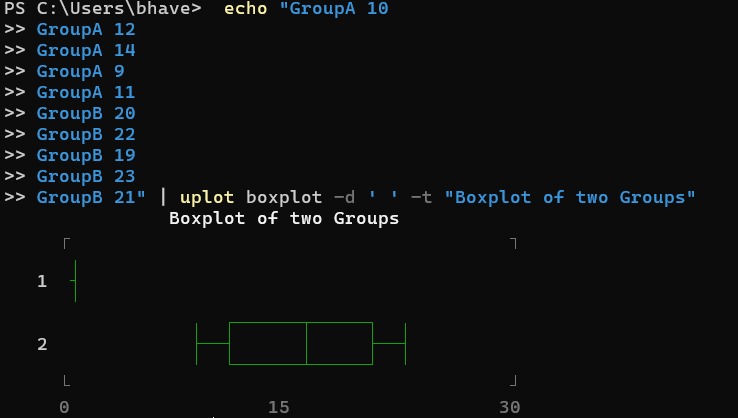 PS C:\Users\bhave>  echo "GroupA 10
>> GroupA 12
>> GroupA 14
>> GroupA 9
>> GroupA 11
>> GroupB 20
>> GroupB 22
>> GroupB 19
>> GroupB 23
>> GroupB 21" | uplot boxplot -d ' ' -t "Boxplot of two Groups"
Boxplot of two Groups
1
2
0 15 30